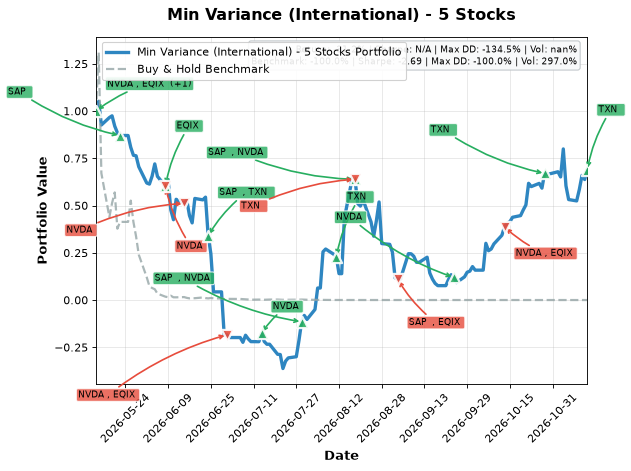 Min Variance (International) - 5 Stocks
Min Variance (International) - 5 Stocks Portfolio
Buy & Hold Benchmark
: N/A | Max DD: -134.5% | Vol: nan%
Benchmark: -100.0% | Sharpe: -2.69 | Max DD: -100.0% | Vol: 297.0%
SAP
NVDA , EQIX (+1)
EQIX
SAP , NVDA
TXN
TXN
SAP , TXN
TXN
TXN
NVDA
NVDA
NVDA
NVDA , EQIX
SAP , NVDA
NVDA
SAP , EQIX
NVDA , EQIX
Portfolio Value
1.25
1.00
0.75
0.50
0.25
0.00
−0.25
2026-05-24
2026-06-09
2026-06-25
2026-07-11
2026-07-27
2026-08-12
2026-08-28
2026-09-13
2026-09-29
2026-10-15
2026-10-31
Date